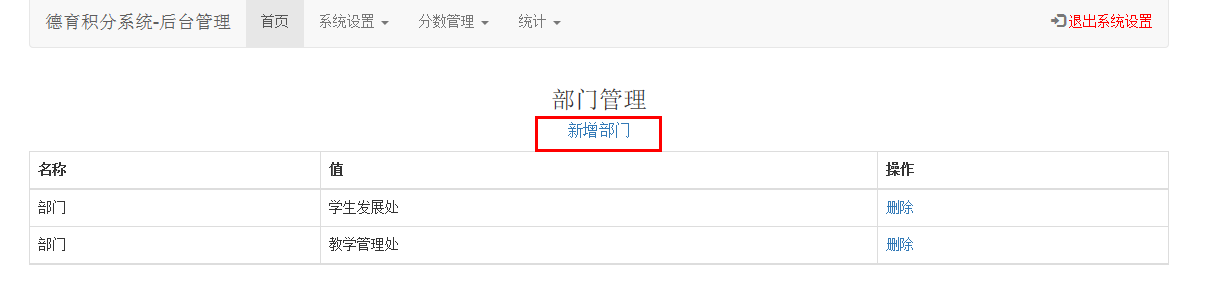 德育积分系统-后台管理 首页 系统设置 分数管理 统计 退出系统设置
部门管理
新增部门
名称 值 操作
部门 学生发展处 删除
部门 教学管理处 删除